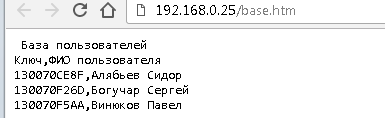 192.168.0.25/base.htm
База пользователей
Ключ,ФИО пользователя
130070CE8F,Алябьев Сидор
130070F26D,Богучар Сергей
130070F5AA,Винюков Павел